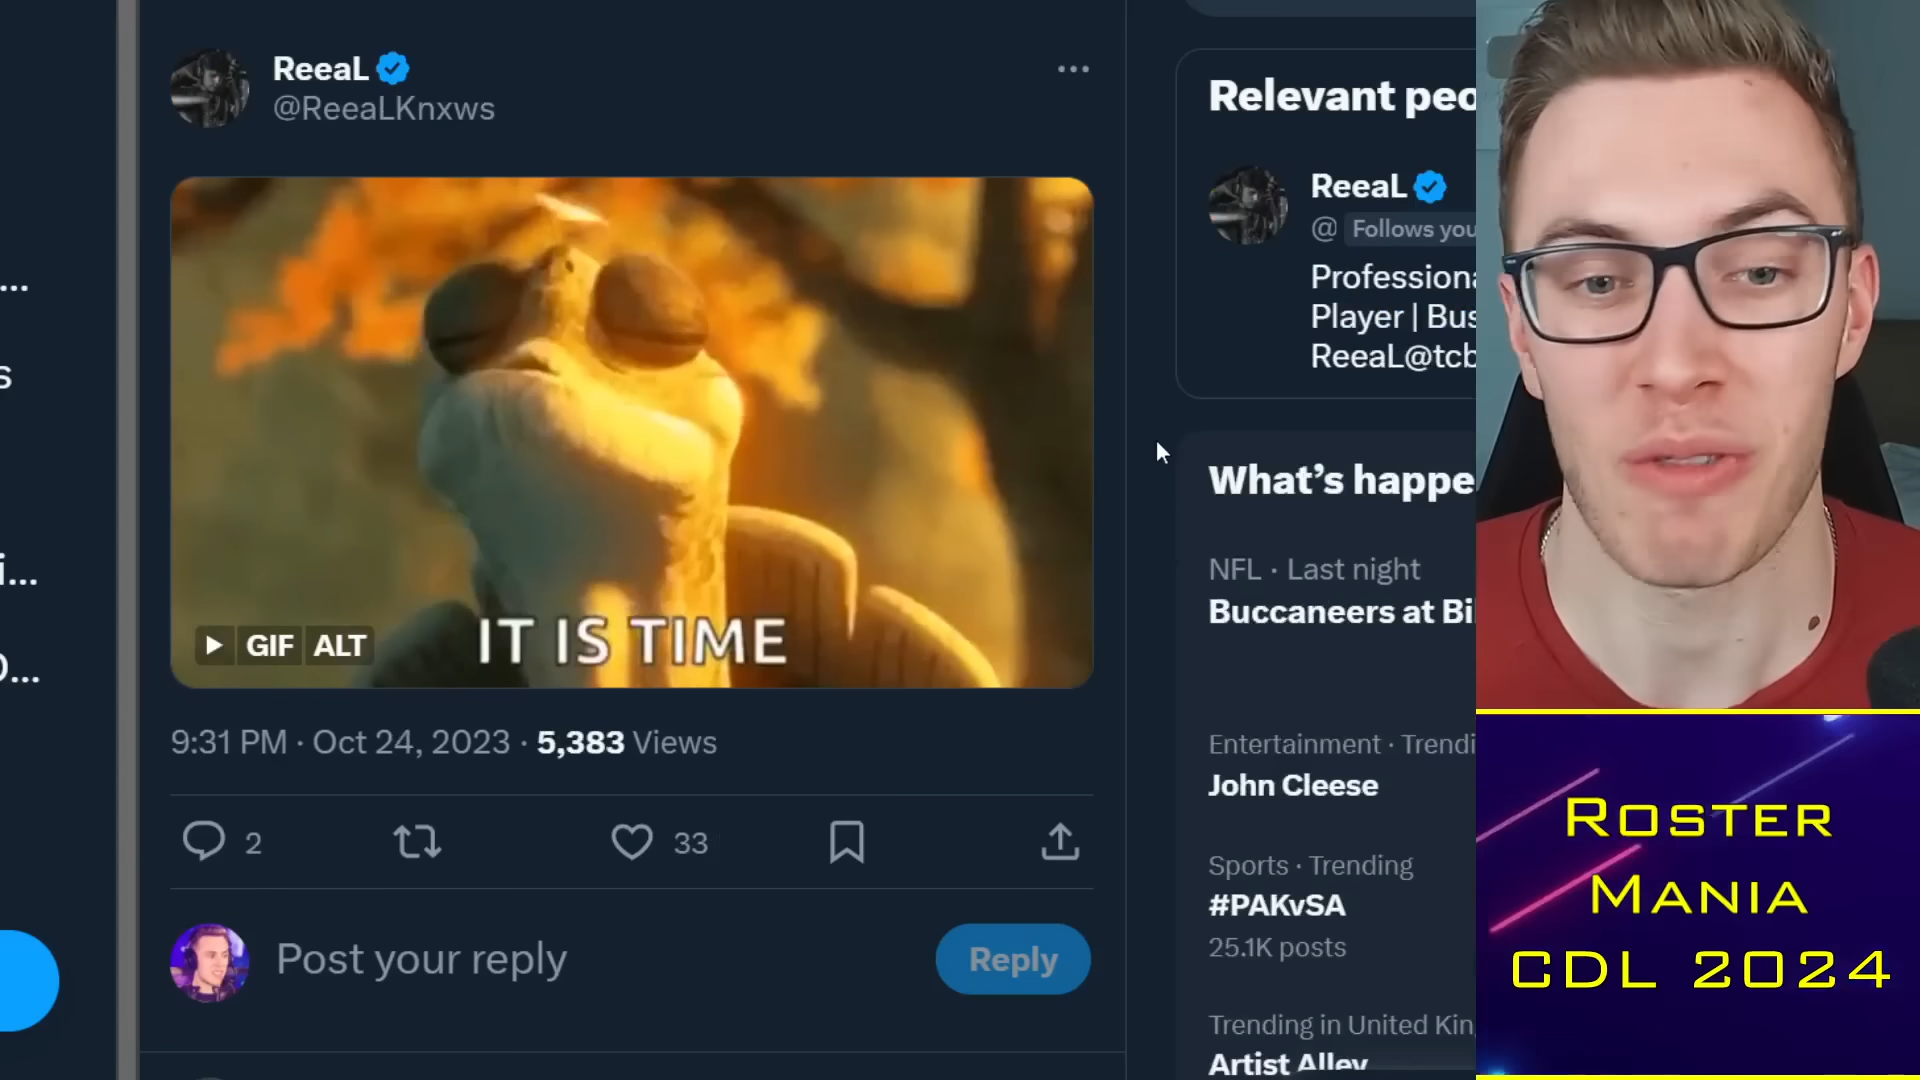 ...
s
i...
...
ReeaL
@ReeaLKnxws
IT IS TIME
GIF ALT
9:31 PM · Oct 24, 2023 · 5,383 Views
2
33
Post your reply
Reply
Relevant peo
ReeaL
@ Follows you
Professiona
Player | Bus
ReeaL@tcb
What's happe
NFL · Last night
Buccaneers at Bi
Entertainment · Trendi
John Cleese
Sports · Trending
#PAKvSA
25.1K posts
Trending in United Kin
Artist Alley
ROSTER
MANIA
CDL 2024